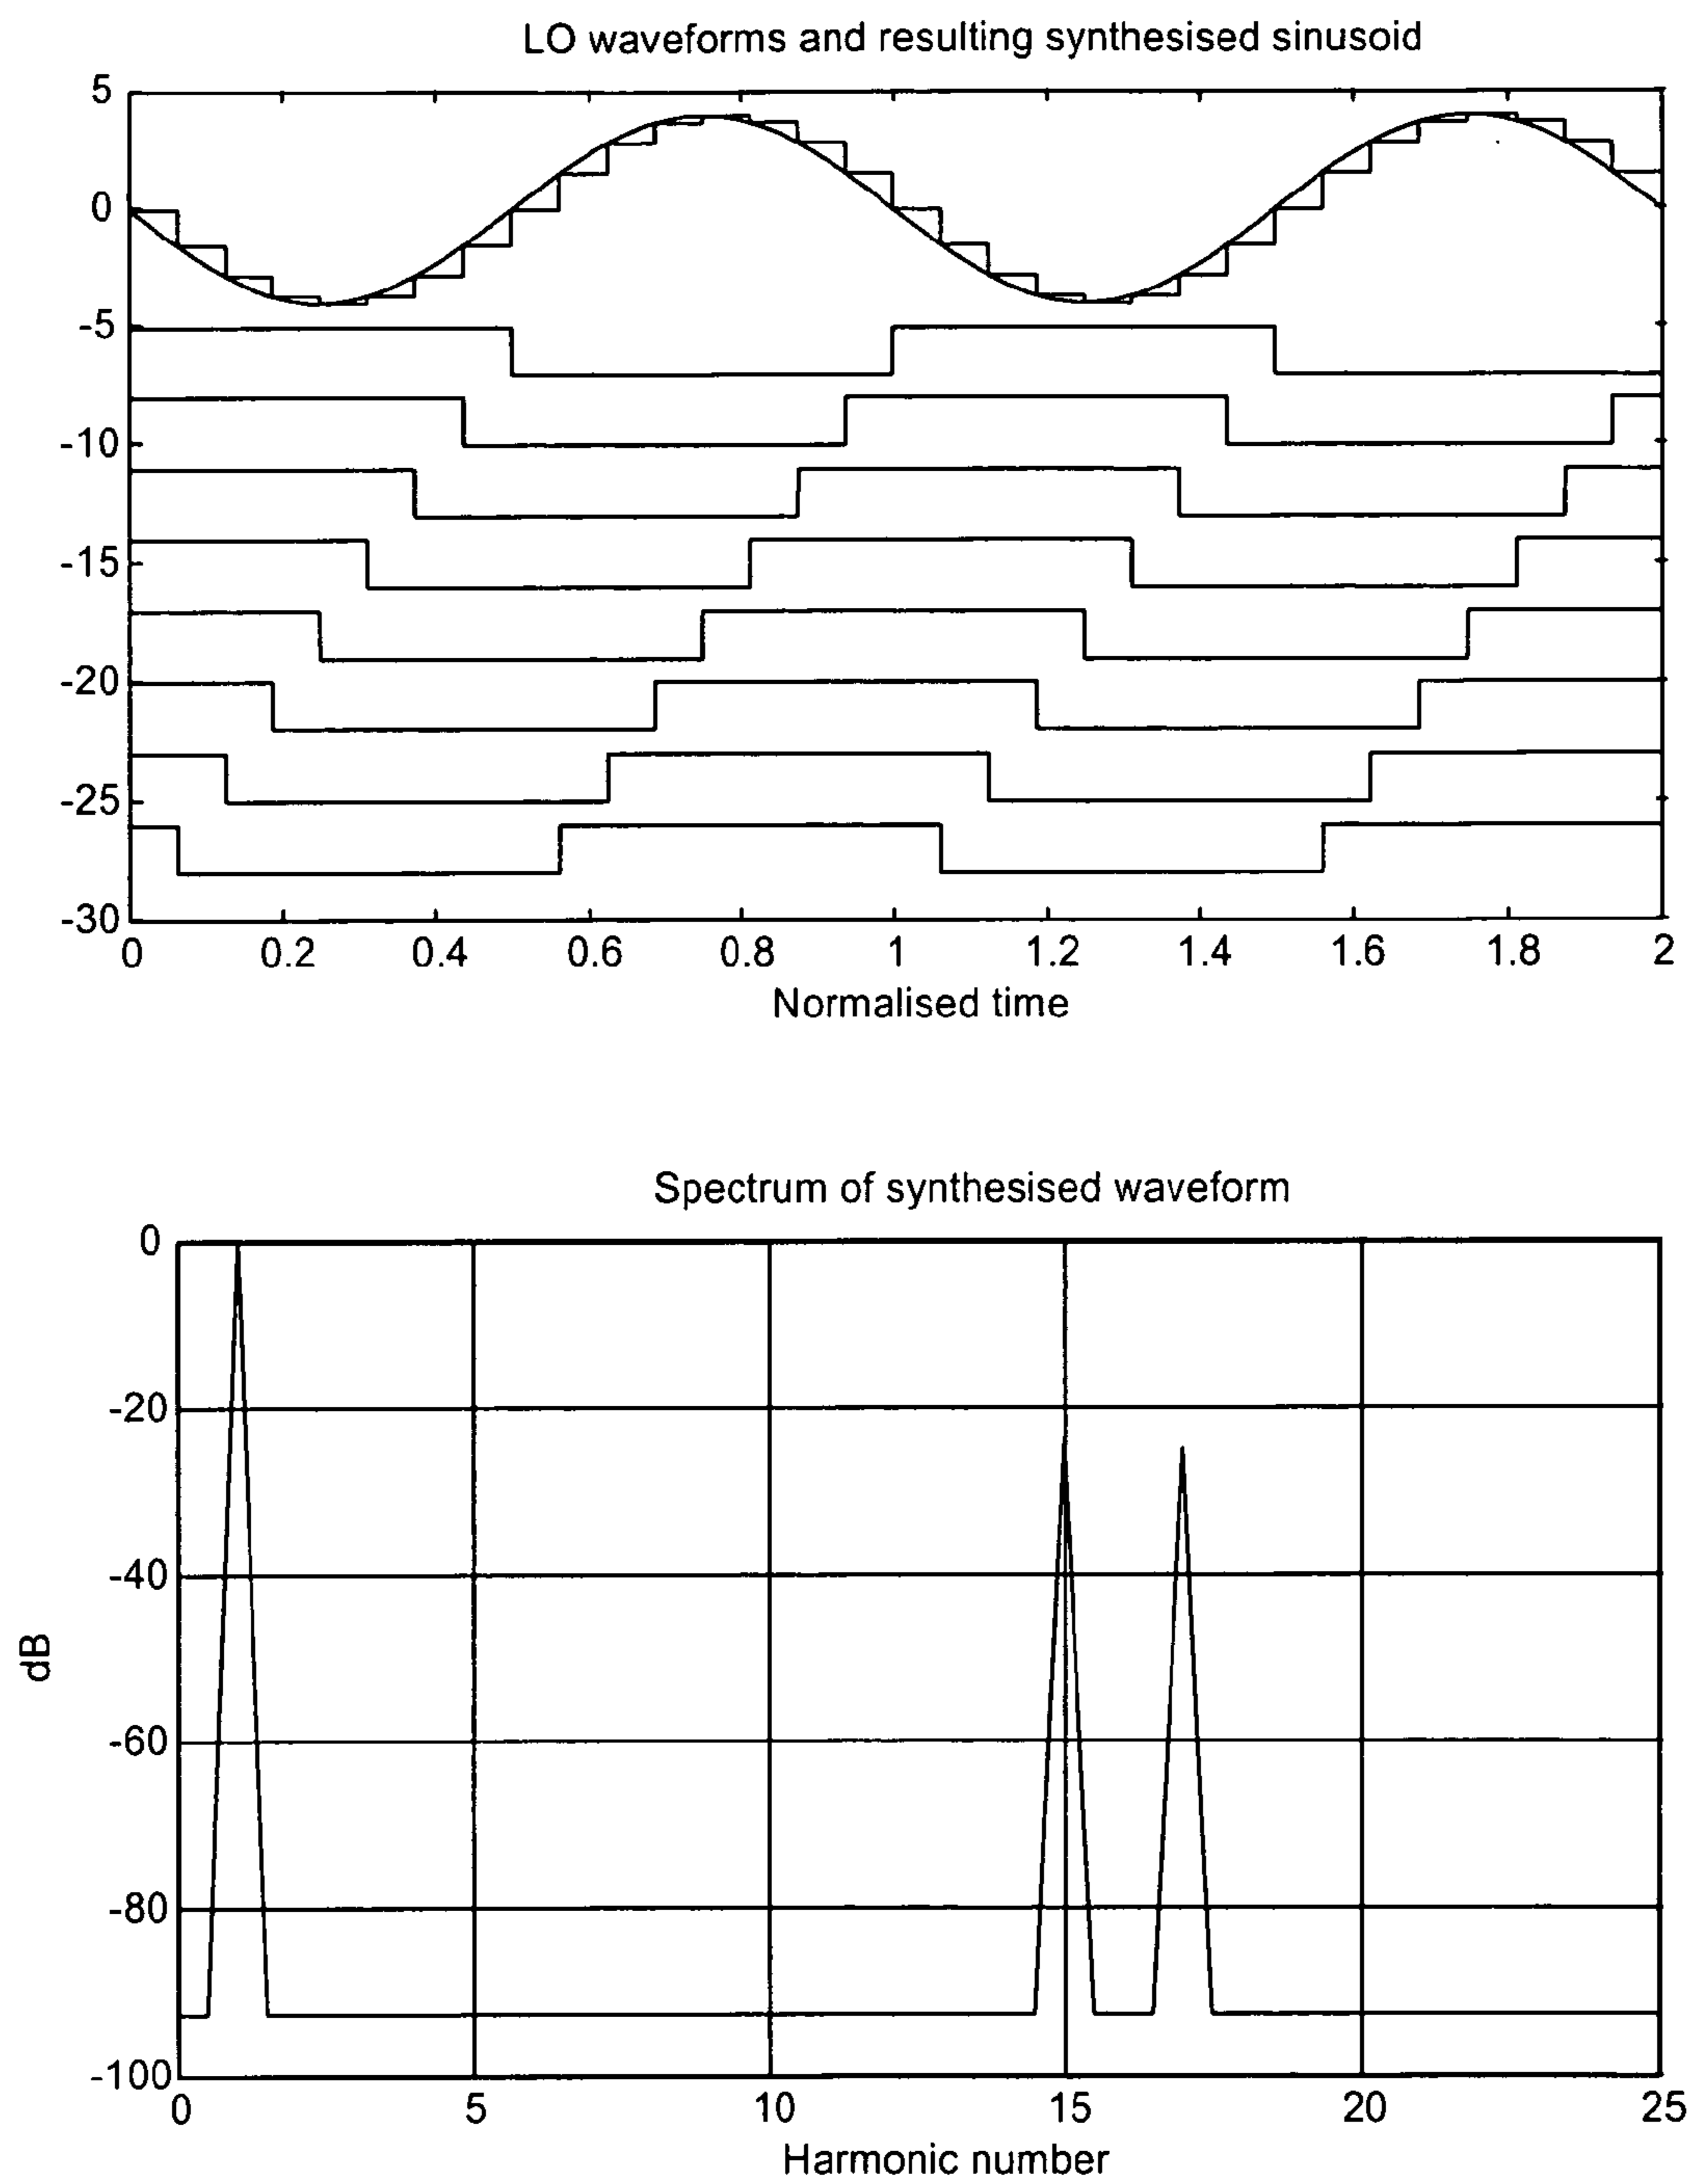 LO waveforms and resulting synthesised sinusoid
5
0
-5
-10
-15
-20
-25
-30
0 0.2 0.4 0.6 0.8 1 1.2 1.4 1.6 1.8 2
Normalised time
Spectrum of synthesised waveform
0
-20
-40
-60
-80
-100
dB
0 5 10 15 20 25
Harmonic number